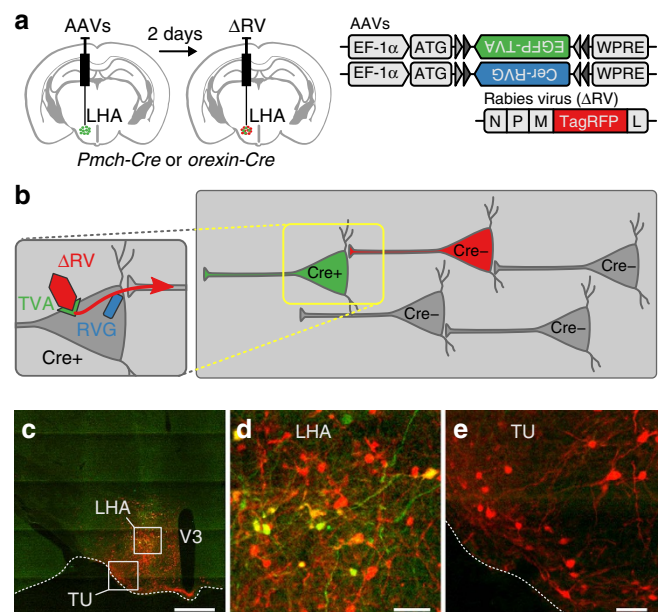 a
AAVs
2 days
ΔRV
LHA
LHA
Pmch-Cre or orexin-Cre
AAVs
EF-1α ATG EGFP-TVA WPRE
EF-1α ATG Cer-RVG WPRE
Rabies virus (ΔRV)
N P M TagRFP L
b
ΔRV
TVA
RVG
Cre+
Cre+
Cre–
Cre–
Cre–
Cre–
c
LHA
V3
TU
d
LHA
e
TU